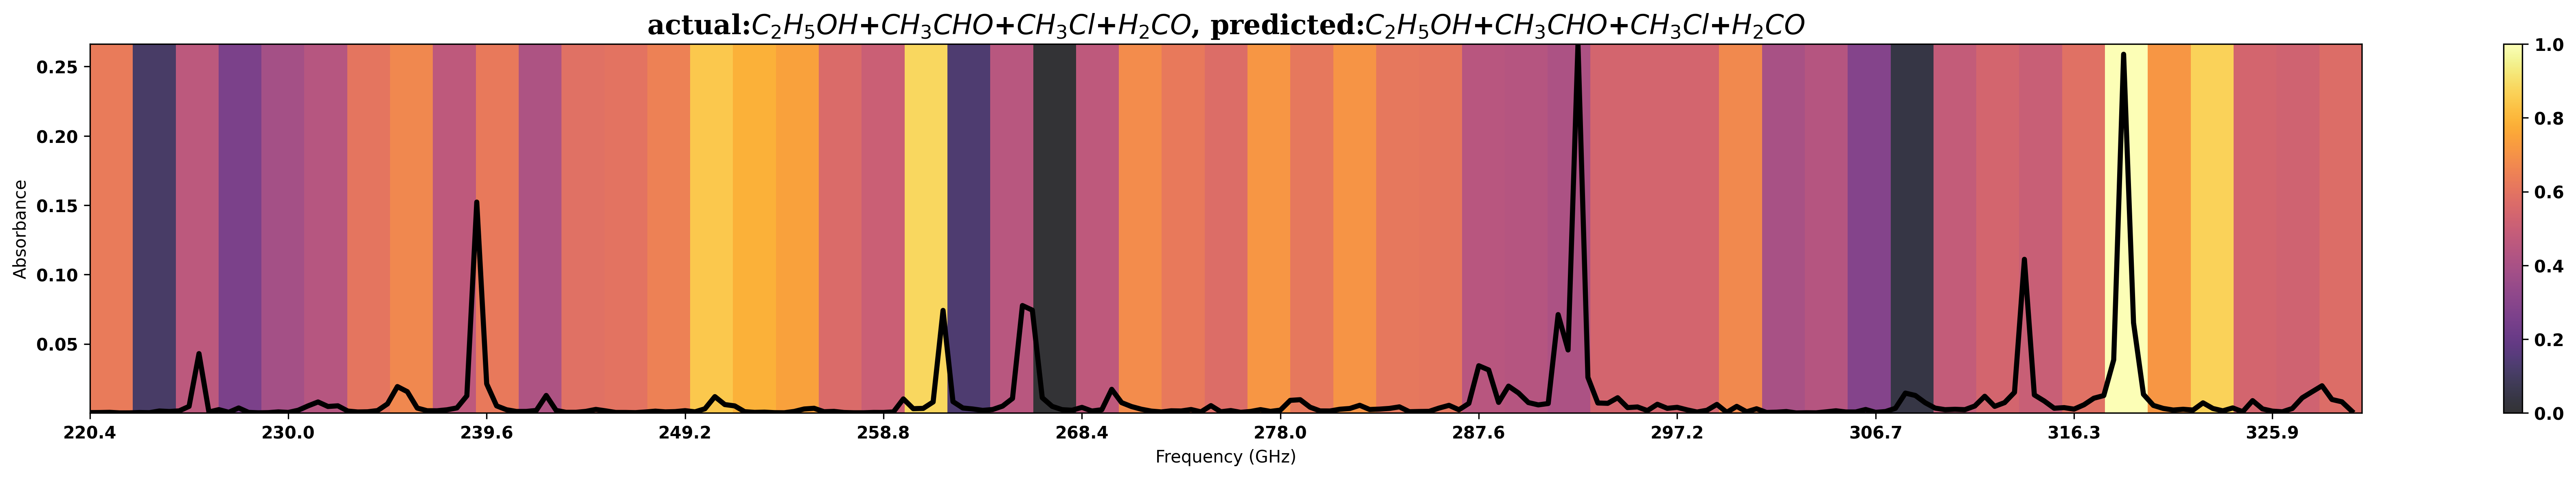 actual:C₂H₅OH+CH₃CHO+CH₃Cl+H₂CO, predicted:C₂H₅OH+CH₃CHO+CH₃Cl+H₂CO
0.25
0.20
0.15
0.10
0.05
Absorbance
220.4 230.0 239.6 249.2 258.8 268.4 278.0 287.6 297.2 306.7 316.3 325.9
Frequency (GHz)
1.0
0.8
0.6
0.4
0.2
0.0